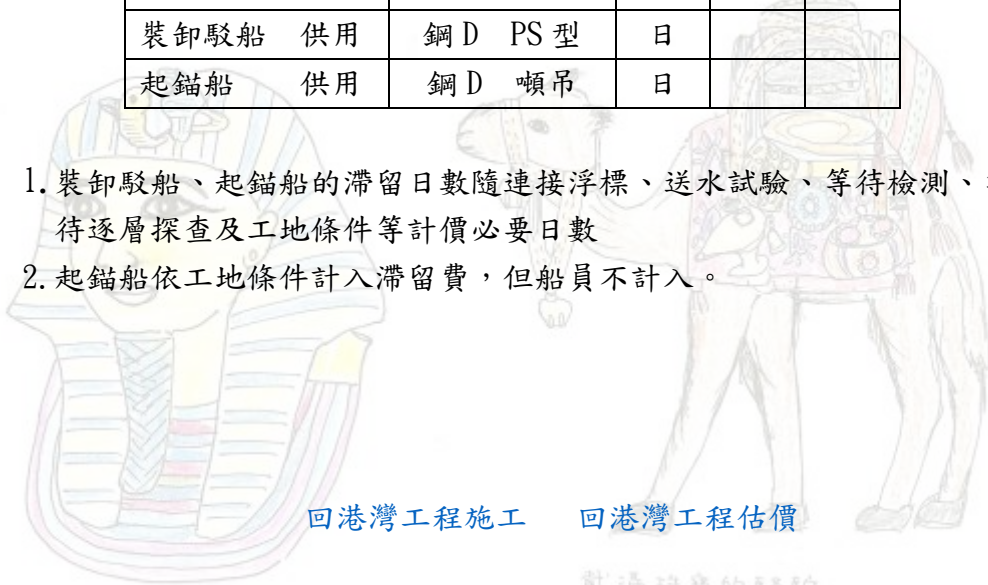 裝卸駁船 供用 鋼D PS型 日
起錨船 供用 鋼D 噸吊 日
1.裝卸駁船、起錨船的滯留日數隨連接浮標、送水試驗、等待檢測、
待逐層探查及工地條件等計價必要日數
2.起錨船依工地條件計入滯留費，但船員不計入。
回港灣工程施工 回港灣工程估價